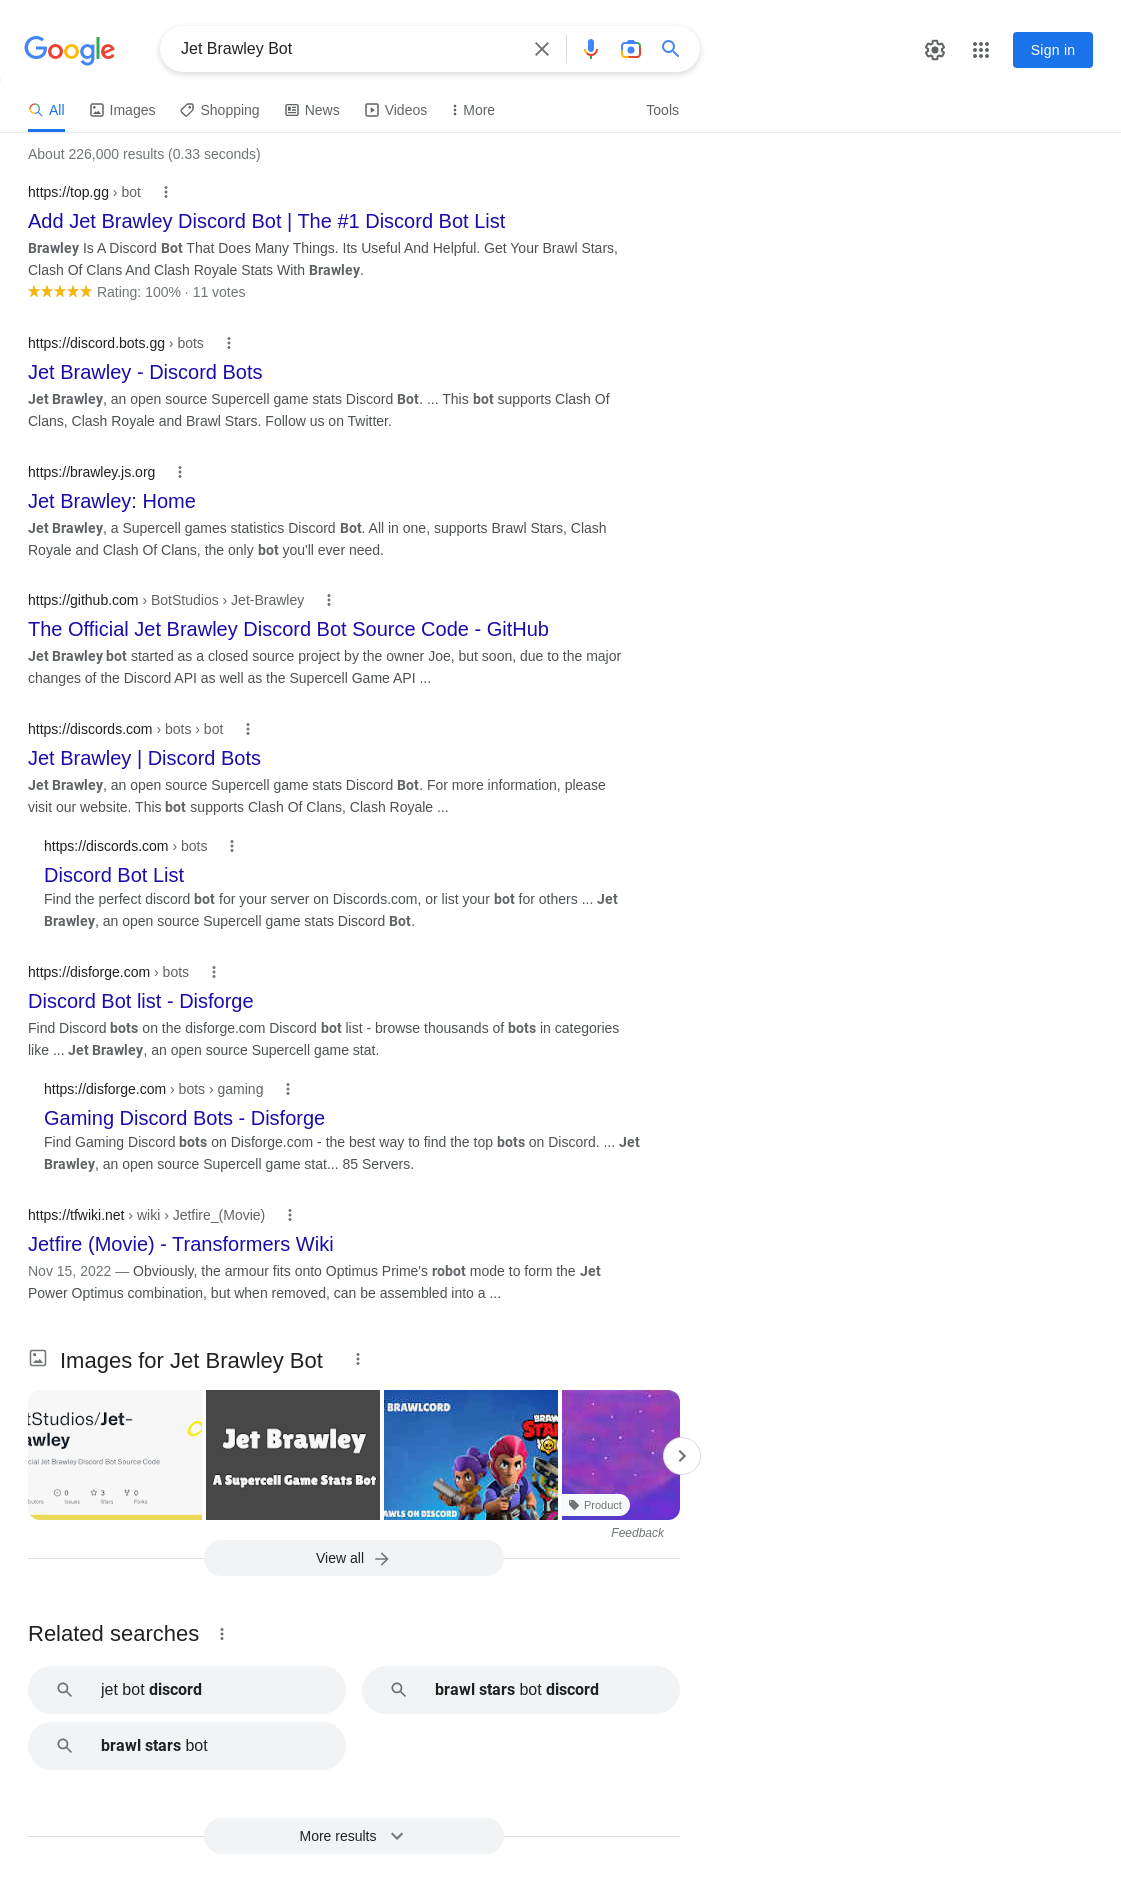 Google
Jet Brawley Bot
Sign in
All Images Shopping News Videos More Tools
About 226,000 results (0.33 seconds)
https://top.gg › bot
Add Jet Brawley Discord Bot | The #1 Discord Bot List
Brawley Is A Discord Bot That Does Many Things. Its Useful And Helpful. Get Your Brawl Stars,
Clash Of Clans And Clash Royale Stats With Brawley.
Rating: 100% · 11 votes
https://discord.bots.gg › bots
Jet Brawley - Discord Bots
Jet Brawley, an open source Supercell game stats Discord Bot. ... This bot supports Clash Of
Clans, Clash Royale and Brawl Stars. Follow us on Twitter.
https://brawley.js.org
Jet Brawley: Home
Jet Brawley, a Supercell games statistics Discord Bot. All in one, supports Brawl Stars, Clash
Royale and Clash Of Clans, the only bot you'll ever need.
https://github.com › BotStudios › Jet-Brawley
The Official Jet Brawley Discord Bot Source Code - GitHub
Jet Brawley bot started as a closed source project by the owner Joe, but soon, due to the major
changes of the Discord API as well as the Supercell Game API ...
https://discords.com › bots › bot
Jet Brawley | Discord Bots
Jet Brawley, an open source Supercell game stats Discord Bot. For more information, please
visit our website. This bot supports Clash Of Clans, Clash Royale ...
https://discords.com › bots
Discord Bot List
Find the perfect discord bot for your server on Discords.com, or list your bot for others ... Jet
Brawley, an open source Supercell game stats Discord Bot.
https://disforge.com › bots
Discord Bot list - Disforge
Find Discord bots on the disforge.com Discord bot list - browse thousands of bots in categories
like ... Jet Brawley, an open source Supercell game stat.
https://disforge.com › bots › gaming
Gaming Discord Bots - Disforge
Find Gaming Discord bots on Disforge.com - the best way to find the top bots on Discord. ... Jet
Brawley, an open source Supercell game stat... 85 Servers.
https://tfwiki.net › wiki › Jetfire_(Movie)
Jetfire (Movie) - Transformers Wiki
Nov 15, 2022 — Obviously, the armour fits onto Optimus Prime's robot mode to form the Jet
Power Optimus combination, but when removed, can be assembled into a ...
Images for Jet Brawley Bot
tStudios/Jet-
awley
cial Jet Brawley Discord Bot Source Code
0 3 0
butors Issues Stars Forks
Jet Brawley
A Supercell Game Stats Bot
BRAWLCORD
BRAW
STA
AWLS ON DISCORD
Product
Feedback
View all
Related searches
jet bot discord
brawl stars bot discord
brawl stars bot
More results